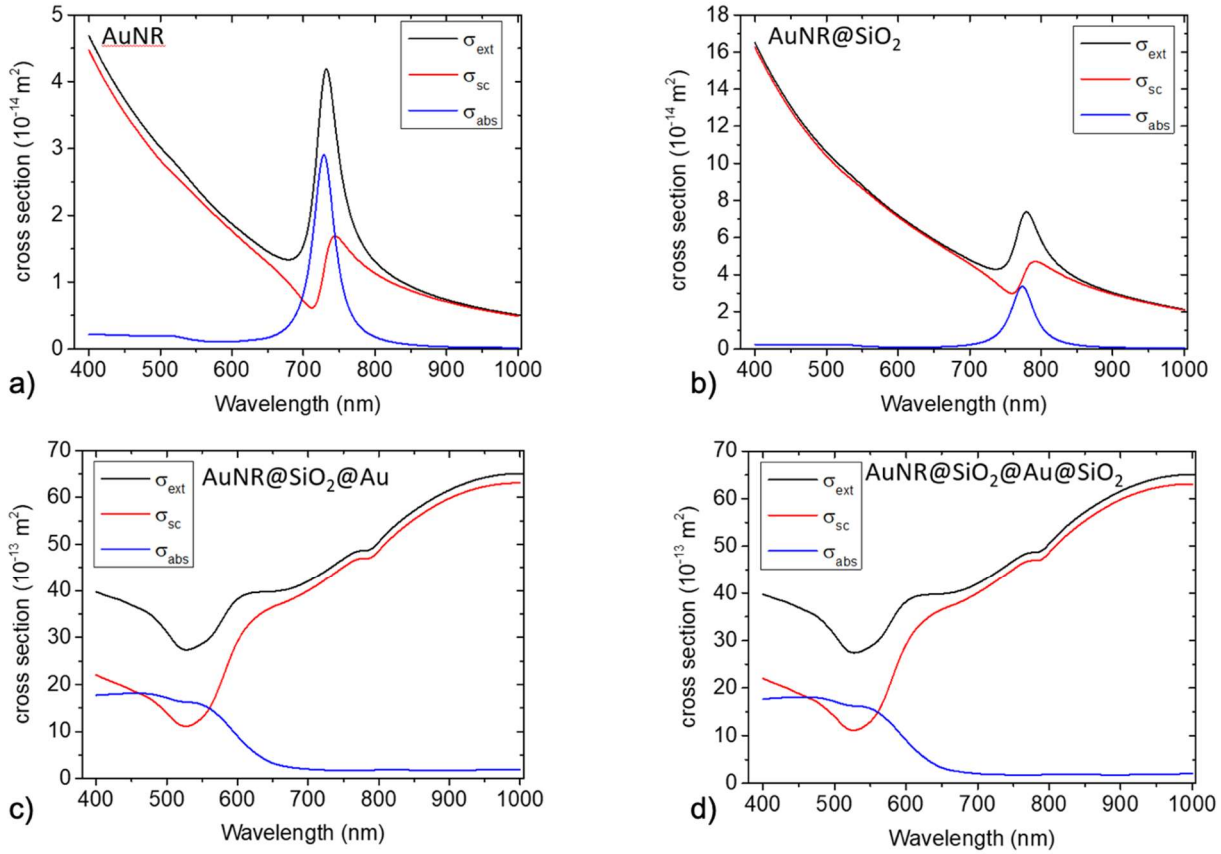 AuNR
σext
σsc
σabs
cross section (10⁻¹⁴ m²)
5
4
3
2
1
0
400 500 600 700 800 900 1000
Wavelength (nm)
a)
AuNR@SiO₂
σext
σsc
σabs
cross section (10⁻¹⁴ m²)
18
16
14
12
10
8
6
4
2
0
400 500 600 700 800 900 1000
Wavelength (nm)
b)
AuNR@SiO₂@Au
σext
σsc
σabs
cross section (10⁻¹³ m²)
70
60
50
40
30
20
10
0
400 500 600 700 800 900 1000
Wavelength (nm)
c)
AuNR@SiO₂@Au@SiO₂
σext
σsc
σabs
cross section (10⁻¹³ m²)
70
60
50
40
30
20
10
0
400 500 600 700 800 900 1000
Wavelength (nm)
d)